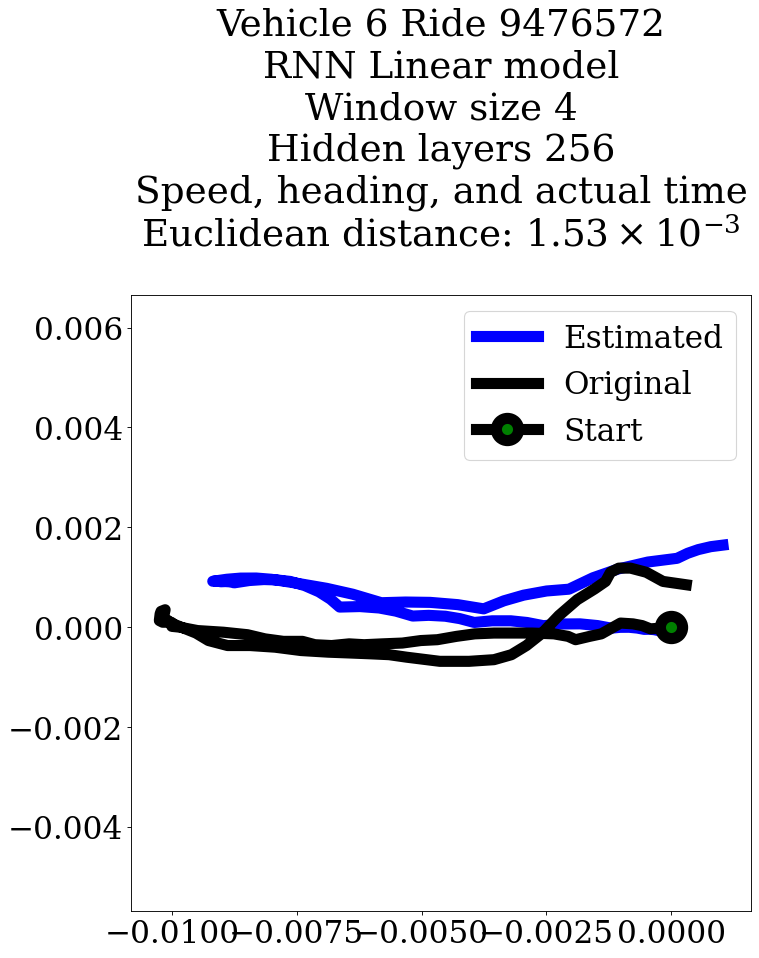 Vehicle 6 Ride 9476572
RNN Linear model
Window size 4
Hidden layers 256
Speed, heading, and actual time
Euclidean distance: 1.53 × 10⁻³
Estimated
Original
Start
0.006
0.004
0.002
0.000
−0.002
−0.004
−0.0100 −0.0075 −0.0050 −0.0025 0.0000